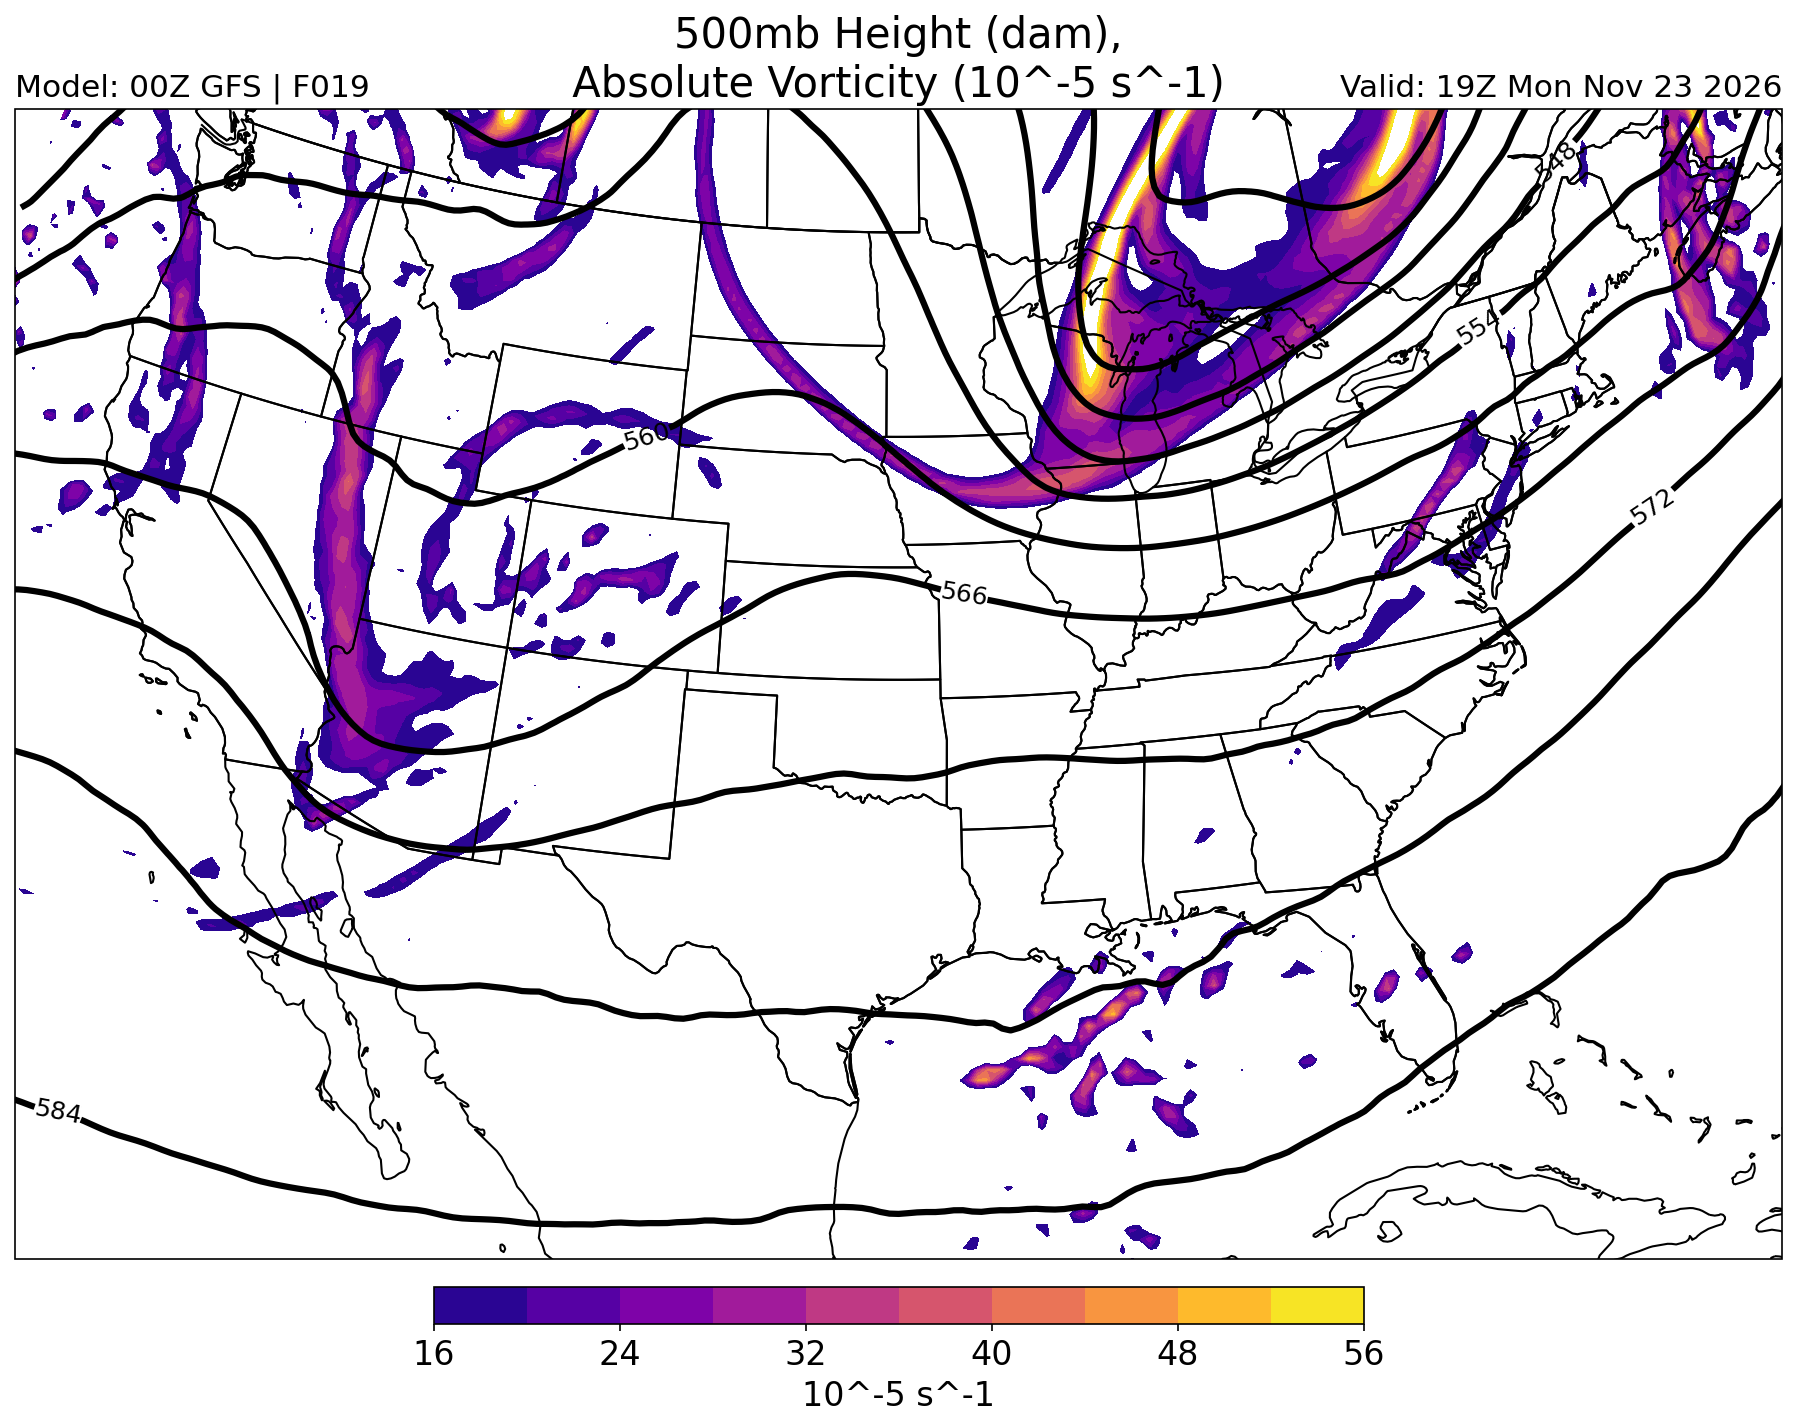 500mb Height (dam),
Model: 00Z GFS | F019
Absolute Vorticity (10^-5 s^-1)
Valid: 19Z Mon Nov 23 2026
554
560
572
566
584
16 24 32 40 48 56
10^-5 s^-1